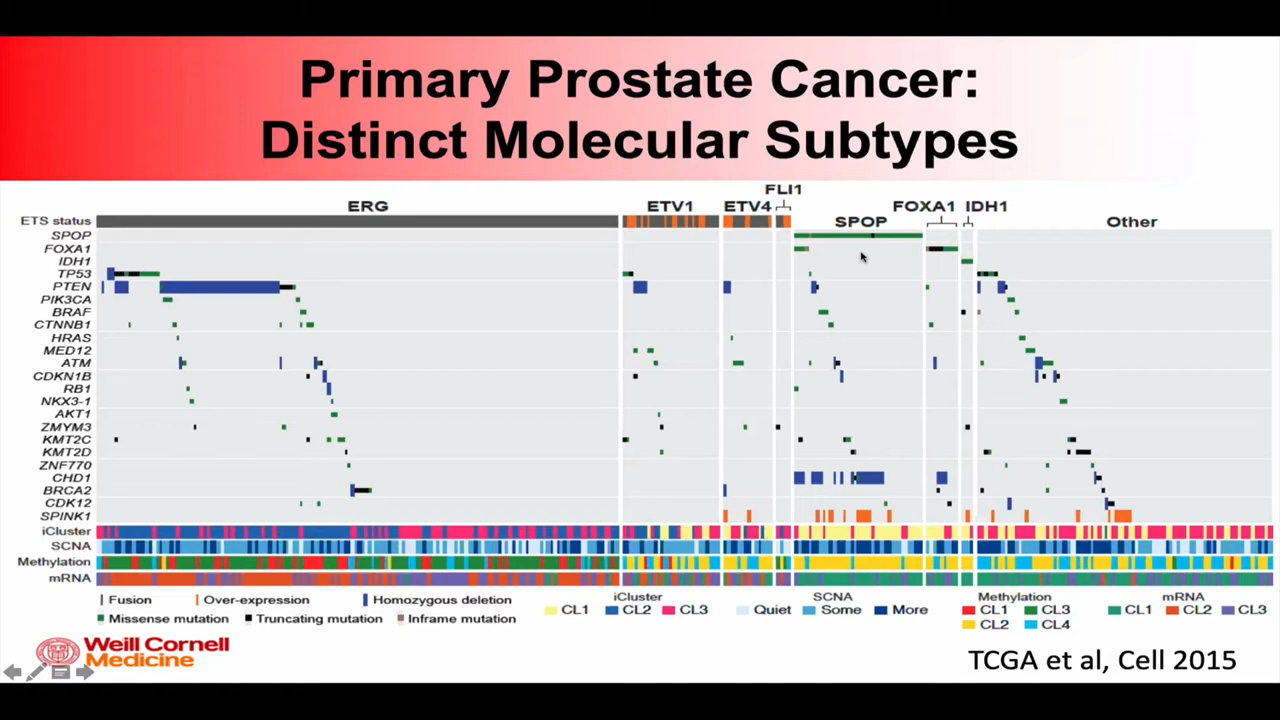 Primary Prostate Cancer:
Distinct Molecular Subtypes
FLI1
ERG ETV1 ETV4 FOXA1 IDH1
SPOP Other
ETS status
SPOP
FOXA1
IDH1
TP53
PTEN
PIK3CA
BRAF
CTNNB1
HRAS
MED12
ATM
CDKN1B
RB1
NKX3-1
AKT1
ZMYM3
KMT2C
KMT2D
ZNF770
CHD1
BRCA2
CDK12
SPINK1
iCluster
SCNA
Methylation
mRNA
Fusion Over-expression Homozygous deletion
Missense mutation Truncating mutation Inframe mutation
iCluster
CL1 CL2 CL3
SCNA
Quiet Some More
Methylation
CL1 CL3
CL2 CL4
mRNA
CL1 CL2 CL3
Weill Cornell
Medicine
TCGA et al, Cell 2015